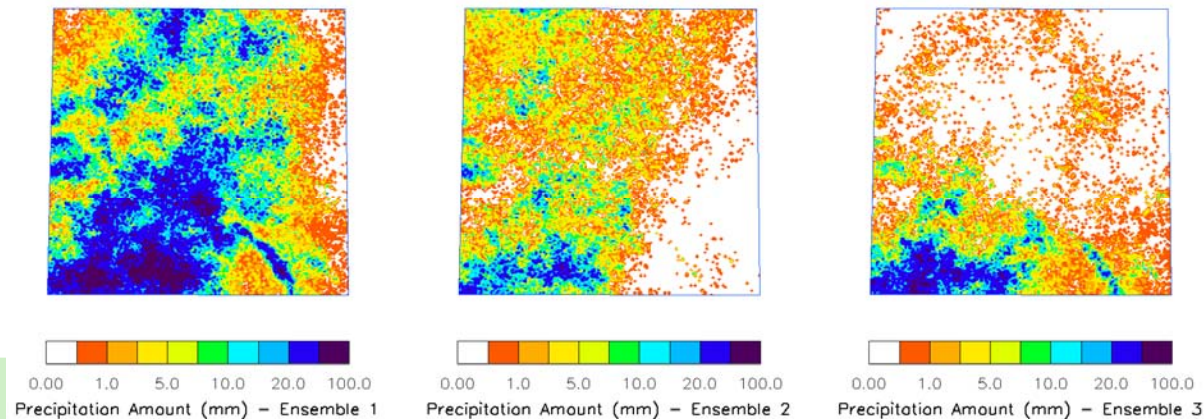 0.00 1.0 5.0 10.0 20.0 100.0
Precipitation Amount (mm) – Ensemble 1
0.00 1.0 5.0 10.0 20.0 100.0
Precipitation Amount (mm) – Ensemble 2
0.00 1.0 5.0 10.0 20.0 100.0
Precipitation Amount (mm) – Ensemble 3